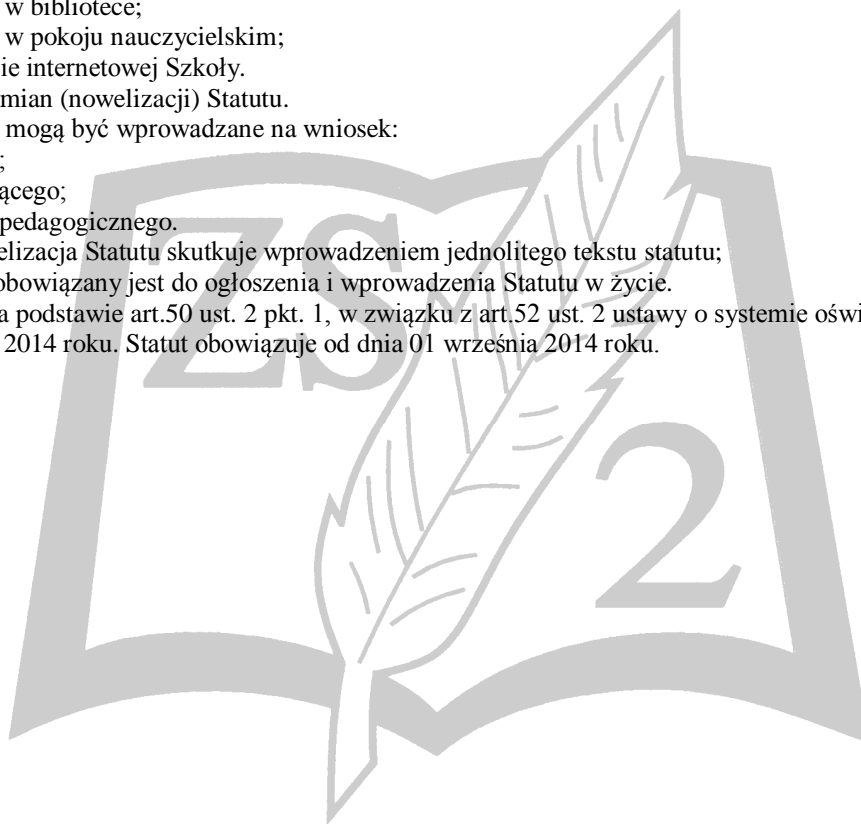 w bibliotece;
w pokoju nauczycielskim;
ie internetowej Szkoły.
mian (nowelizacji) Statutu.
mogą być wprowadzane na wniosek:
;
ącego;
pedagogicznego.
elizacja Statutu skutkuje wprowadzeniem jednolitego tekstu statutu;
obowiązany jest do ogłoszenia i wprowadzenia Statutu w życie.
a podstawie art.50 ust. 2 pkt. 1, w związku z art.52 ust. 2 ustawy o systemie oświ
2014 roku. Statut obowiązuje od dnia 01 września 2014 roku.
ZS
2